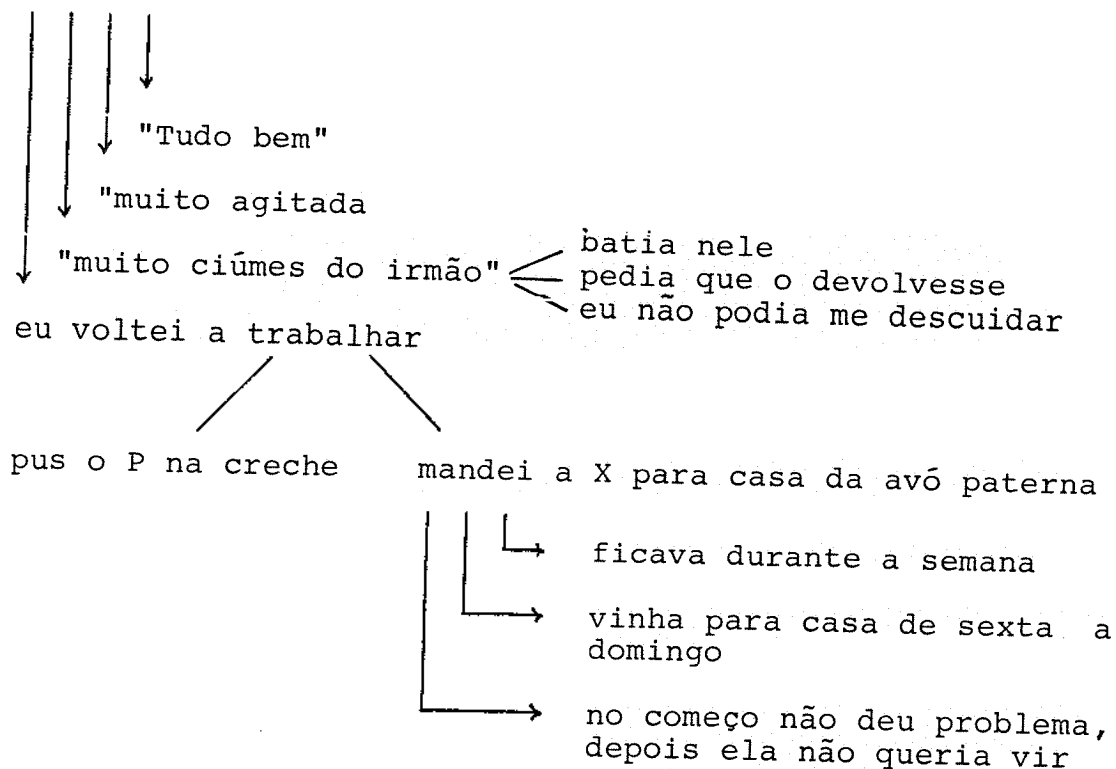 "Tudo bem"
"muito agitada
"muito ciúmes do irmão"
batia nele
pedia que o devolvesse
eu não podia me descuidar
eu voltei a trabalhar
pus o P na creche
mandei a X para casa da avó paterna
ficava durante a semana
vinha para casa de sexta a
domingo
no começo não deu problema,
depois ela não queria vir